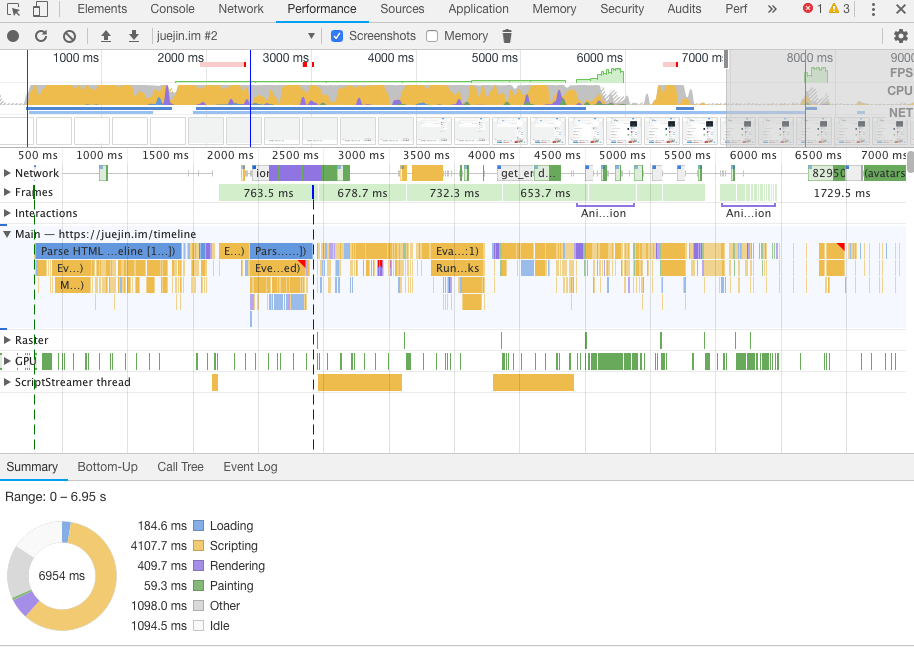 Elements Console Network Performance Sources Application Memory Security Audits Perf » 1 3
juejin.im #2 Screenshots Memory
1000 ms 2000 ms 3000 ms 4000 ms 5000 ms 6000 ms 7000 m 8000 ms 9000
FPS
CPU
NET
500 ms 1000 ms 1500 ms 2000 ms 2500 ms 3000 ms 3500 ms 4000 ms 4500 ms 5000 ms 5500 ms 6000 ms 6500 ms 7000 ms
Network get_en d... 82950 (avatars
Frames 763.5 ms 678.7 ms 732.3 ms 653.7 ms 1729.5 ms
Interactions Ani...ion Ani...ion
Main — https://juejin.im/timeline
Parse HTML ...eline [1...]) E...) Pars......]) Eva...:1)
Ev...) Eve...ed) Run...ks
M...)
Raster
GPU
ScriptStreamer thread
Summary Bottom-Up Call Tree Event Log
Range: 0 – 6.95 s
184.6 ms Loading
4107.7 ms Scripting
409.7 ms Rendering
6954 ms
59.3 ms Painting
1098.0 ms Other
1094.5 ms Idle